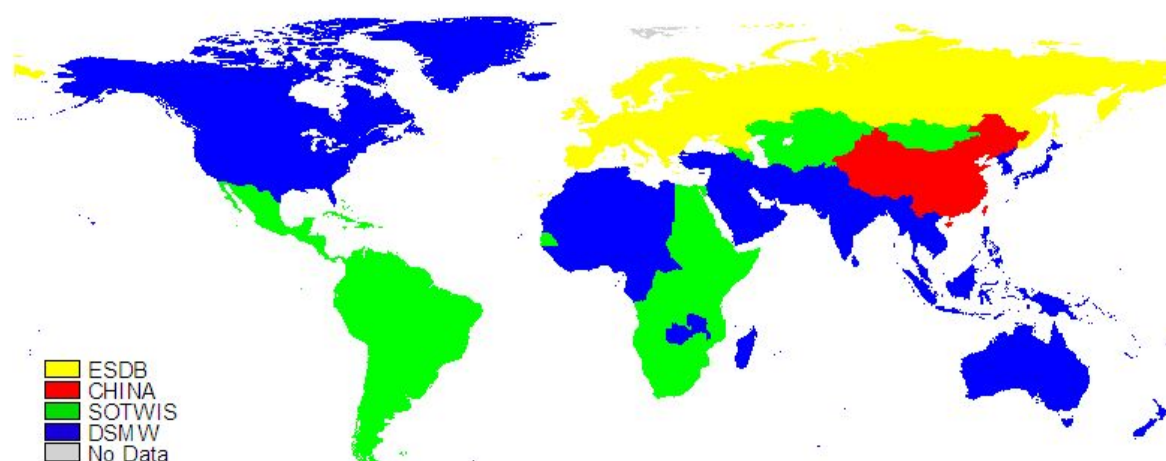 ESDB
CHINA
SOTWIS
DSMW
No Data